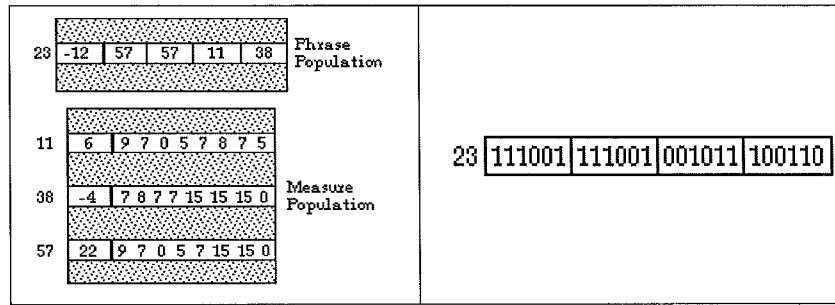 23 -12 57 57 11 38
Phrase
Population
11 6 9 7 0 5 7 8 7 5
38 -4 7 8 7 7 15 15 15 0
Measure
Population
57 22 9 7 0 5 7 15 15 0
23 111001 111001 001011 100110